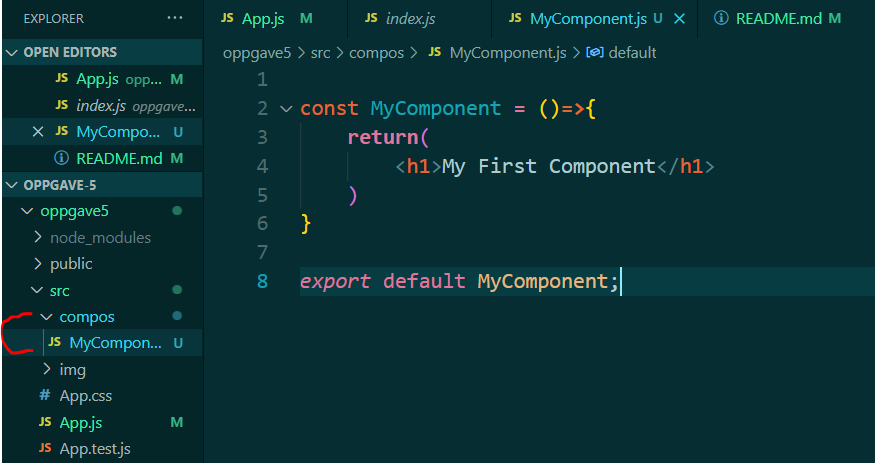 EXPLORER ...
OPEN EDITORS
JS App.js opp... M
JS index.js oppgave...
JS MyCompo... U
README.md M
OPPGAVE-5
oppgave5
node_modules
public
src
compos
JS MyCompon... U
img
# App.css
JS App.js M
JS App.test.js
JS App.js M JS index.js JS MyComponent.js U README.md M
oppgave5 > src > compos > JS MyComponent.js > default
1
2 const MyComponent = ()=>{
3 return(
4 <h1>My First Component</h1>
5 )
6 }
7
8 export default MyComponent;